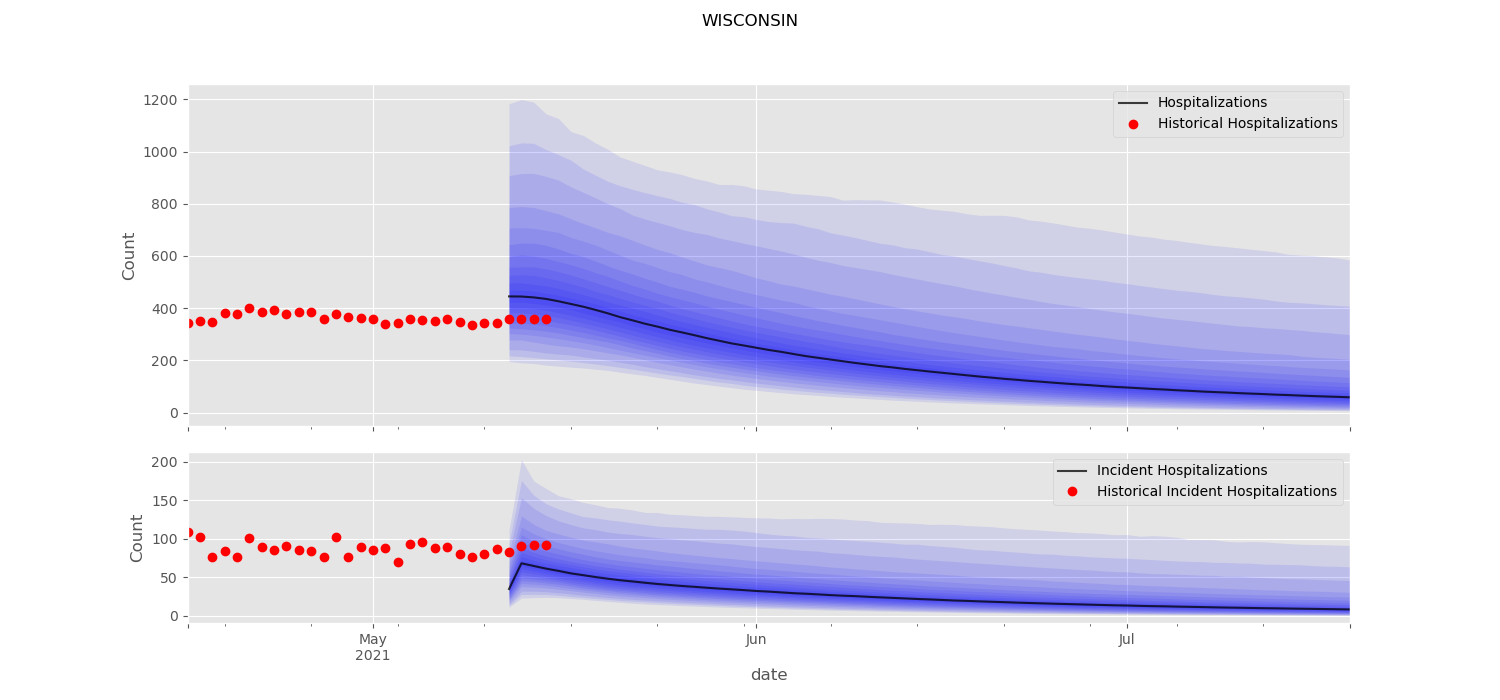 WISCONSIN
1200
1000
800
600
400
200
0
Count
Hospitalizations
Historical Hospitalizations
200
150
100
50
0
Count
Incident Hospitalizations
Historical Incident Hospitalizations
May
2021
Jun
Jul
date